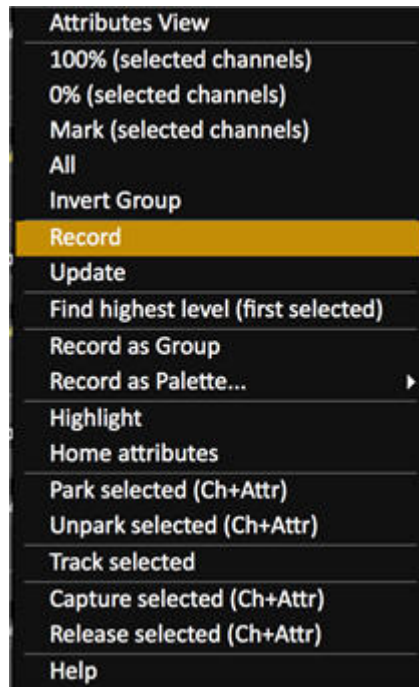 Attributes View
100% (selected channels)
0% (selected channels)
Mark (selected channels)
All
Invert Group
Record
Update
Find highest level (first selected)
Record as Group
Record as Palette...
Highlight
Home attributes
Park selected (Ch+Attr)
Unpark selected (Ch+Attr)
Track selected
Capture selected (Ch+Attr)
Release selected (Ch+Attr)
Help